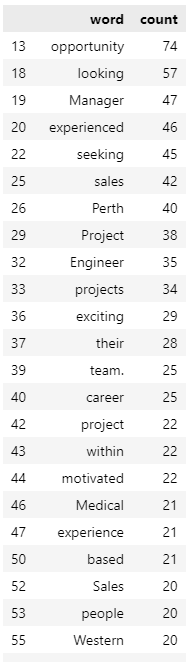 word count
13 opportunity 74
18 looking 57
19 Manager 47
20 experienced 46
22 seeking 45
25 sales 42
26 Perth 40
29 Project 38
32 Engineer 35
33 projects 34
36 exciting 29
37 their 28
39 team. 25
40 career 25
42 project 22
43 within 22
44 motivated 22
46 Medical 21
47 experience 21
50 based 21
52 Sales 20
53 people 20
55 Western 20